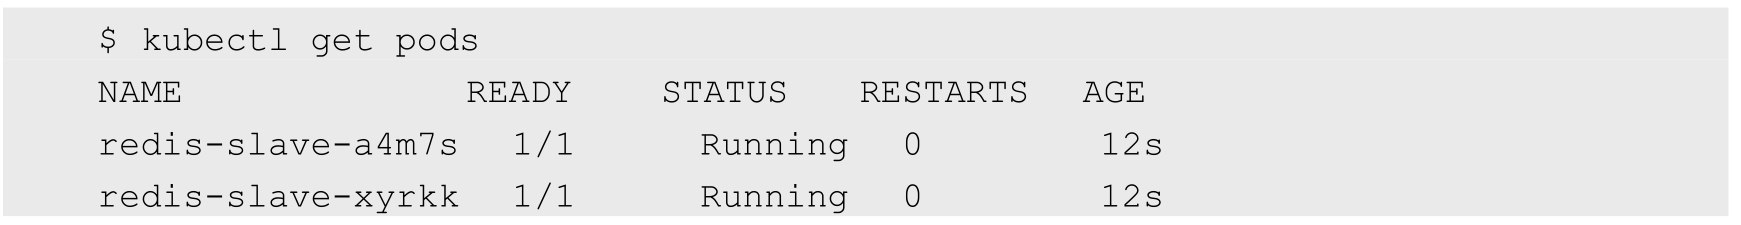 $ kubectl get pods
NAME READY STATUS RESTARTS AGE
redis-slave-a4m7s 1/1 Running 0 12s
redis-slave-xyrkk 1/1 Running 0 12s